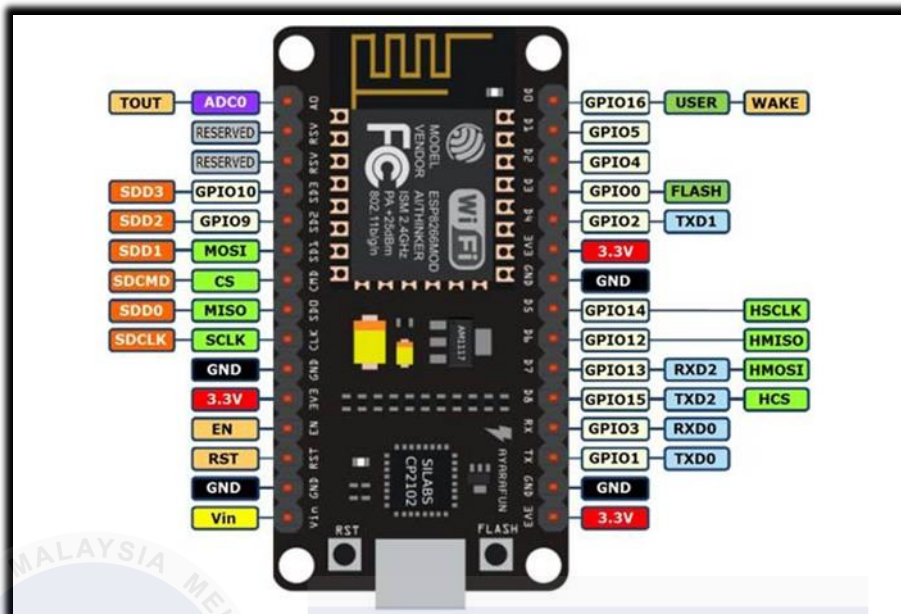 TOUT ADC0 A0 D0 GPIO16 USER WAKE
RESERVED RSV D1 GPIO5
RESERVED RSV D2 GPIO4
SDD3 GPIO10 SD3 D3 GPIO0 FLASH
SDD2 GPIO9 SD2 D4 GPIO2 TXD1
SDD1 MOSI SD1 3V3 3.3V
SDCMD CS CMD GND GND
SDD0 MISO SD0 D5 GPIO14 HSCLK
SDCLK SCLK CLK D6 GPIO12 HMISO
GND GND D7 GPIO13 RXD2 HMOSI
3.3V 3V3 D8 GPIO15 TXD2 HCS
EN EN RX GPIO3 RXD0
RST RST TX GPIO1 TXD0
GND GND GND GND
Vin Vin 3V3 3.3V
MODEL ESP8266MOD
VENDOR AI/THINKER
ISM 2.4GHz
PA +25dBm
802.11b/g/n
FC
Wi Fi
AM1117
SILABS
CP2102
AYARAFUN
RST FLASH
MALAYSIA